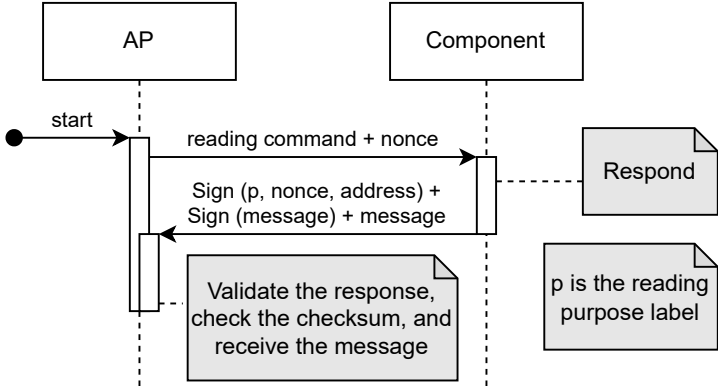 AP
Component
start
reading command + nonce
Respond
Sign (p, nonce, address) +
Sign (message) + message
p is the reading
purpose label
Validate the response,
check the checksum, and
receive the message